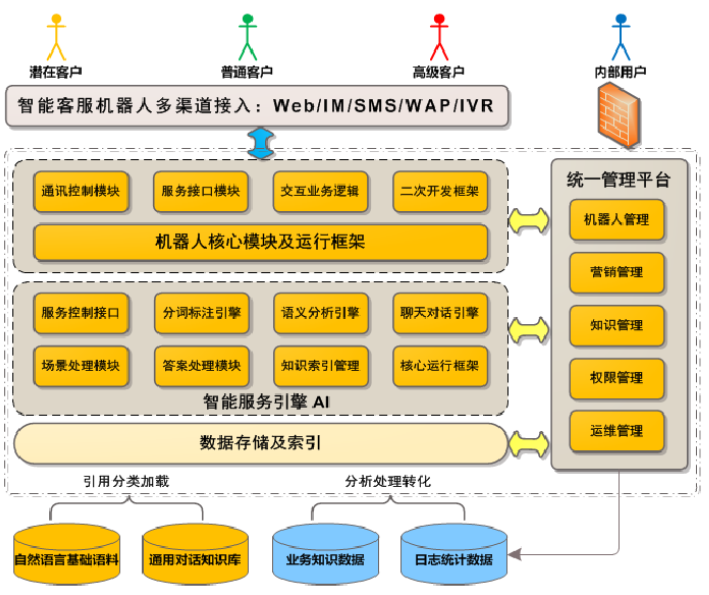 潜在客户
普通客户
高级客户
内部用户
智能客服机器人多渠道接入：Web/IM/SMS/WAP/IVR
通讯控制模块
服务接口模块
交互业务逻辑
二次开发框架
机器人核心模块及运行框架
服务控制接口
分词标注引擎
语义分析引擎
聊天对话引擎
场景处理模块
答案处理模块
知识索引管理
核心运行框架
智能服务引擎 AI
数据存储及索引
统一管理平台
机器人管理
营销管理
知识管理
权限管理
运维管理
引用分类加载
分析处理转化
自然语言基础语料
通用对话知识库
业务知识数据
日志统计数据